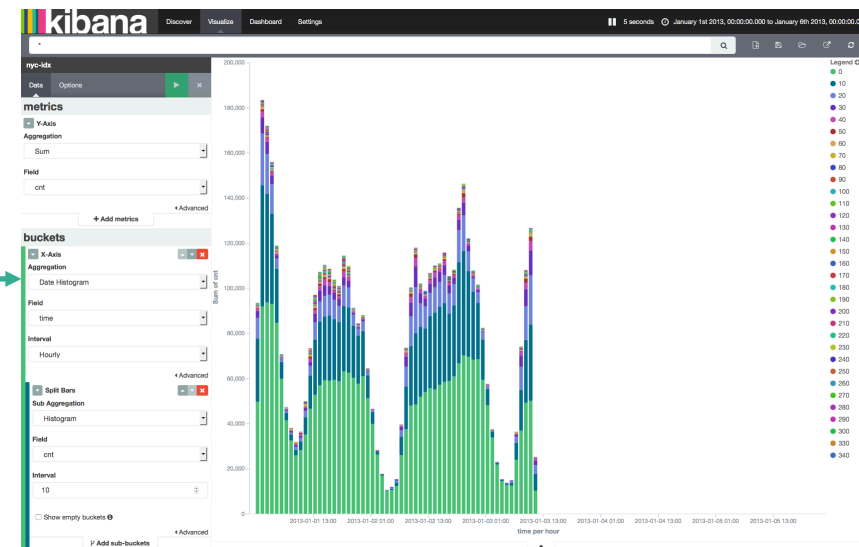 kibana Discover Visualize Dashboard Settings 5 seconds January 1st 2013, 00:00:00.000 to January 6th 2013, 00:00:00.0
*
nyc-idx
Data Options
metrics
Y-Axis
Aggregation
Sum
Field
cnt
Advanced
+ Add metrics
buckets
X-Axis
Aggregation
Date Histogram
Field
time
Interval
Hourly
Advanced
Split Bars
Sub Aggregation
Histogram
Field
cnt
Interval
10
Show empty buckets
Advanced
Add sub-buckets
200,000
180,000
160,000
140,000
120,000
100,000
80,000
60,000
40,000
20,000
0
Sum of cnt
2013-01-01 13:00 2013-01-02 01:00 2013-01-02 13:00 2013-01-03 01:00 2013-01-03 13:00 2013-01-04 01:00 2013-01-04 13:00 2013-01-05 01:00 2013-01-05 13:00
time per hour
Legend
0
10
20
30
40
50
60
70
80
90
100
110
120
130
140
150
160
170
180
190
200
210
220
230
240
250
260
270
280
290
300
330
340